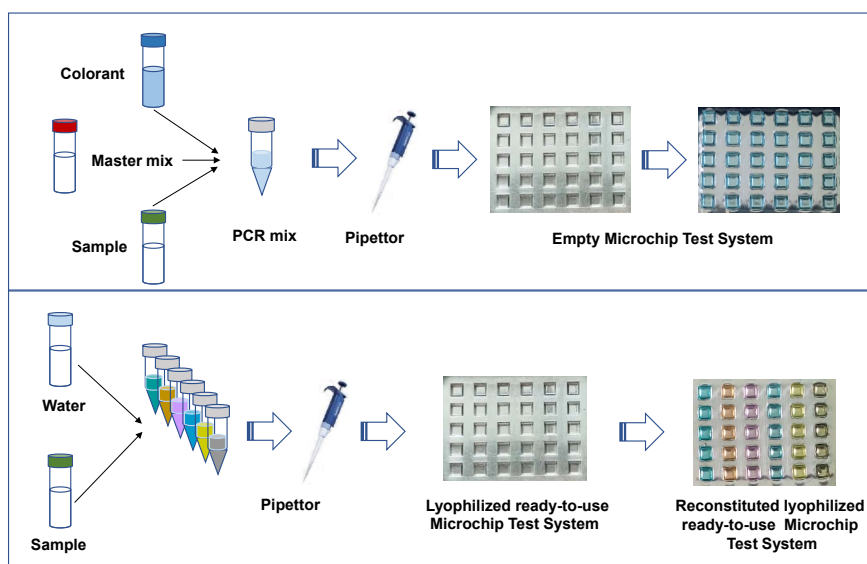 Colorant
Master mix
Sample
PCR mix
Pipettor
Empty Microchip Test System
Water
Sample
Pipettor
Lyophilized ready-to-use
Microchip Test System
Reconstituted lyophilized
ready-to-use Microchip
Test System